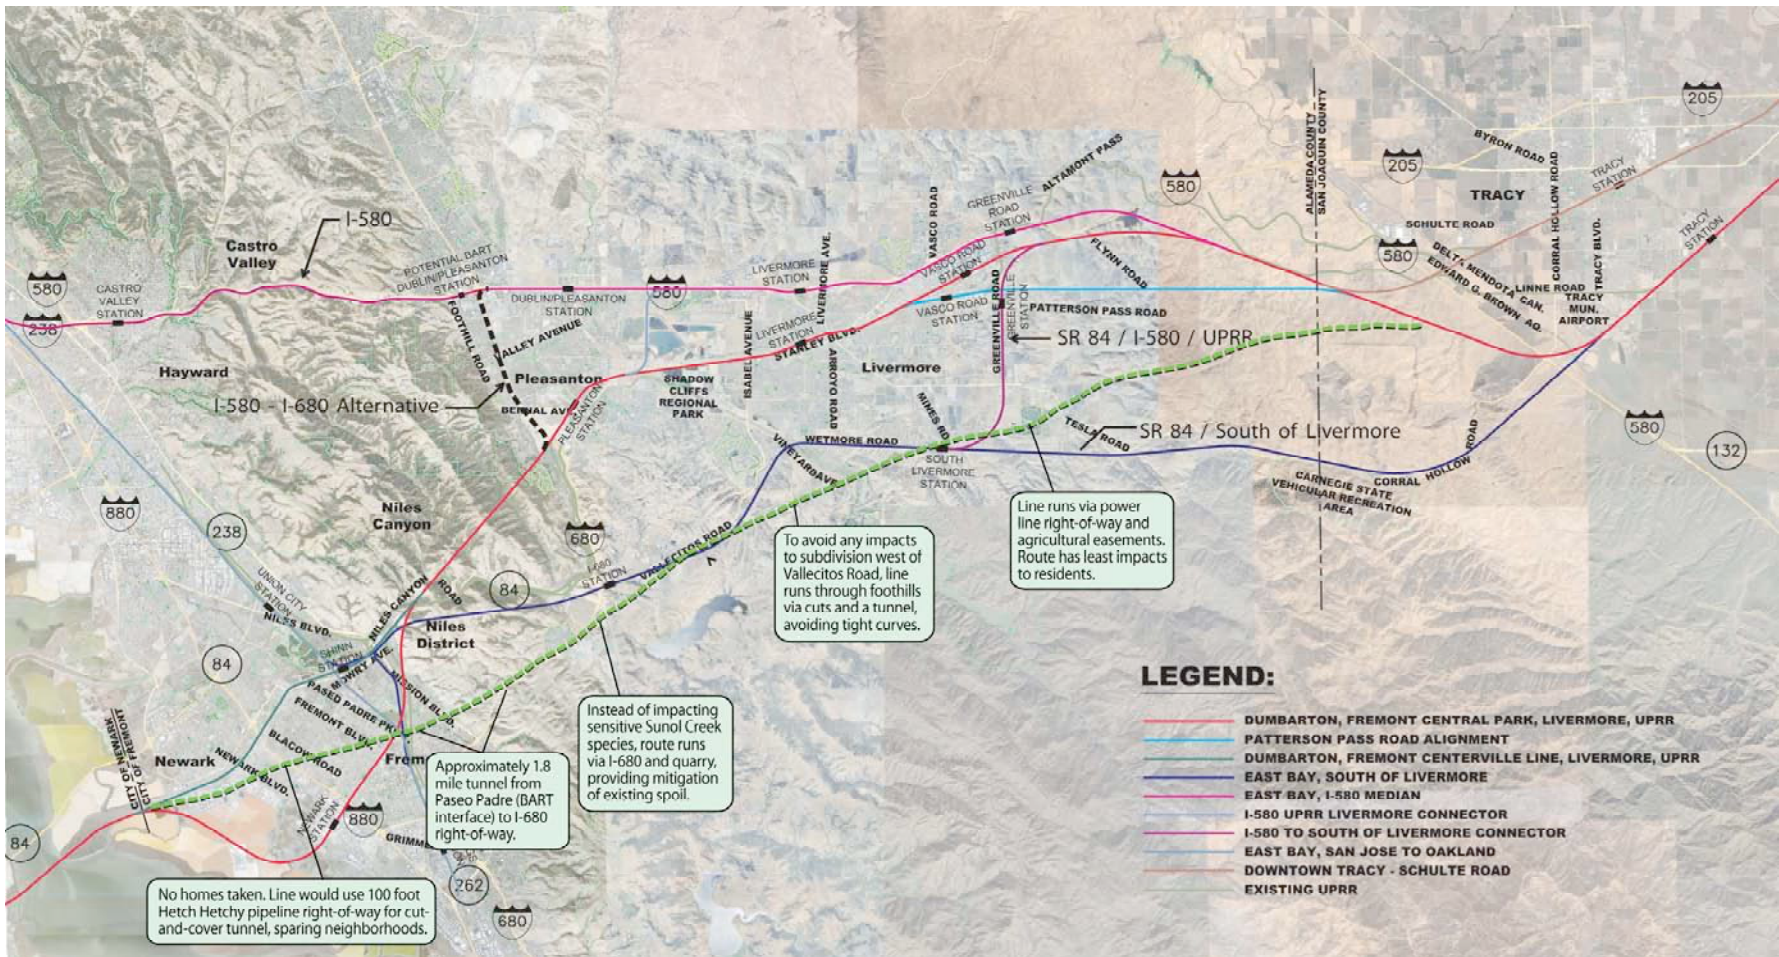 I-580
Castro
Valley
580
CASTRO
VALLEY
STATION
238
POTENTIAL BART
DUBLIN/PLEASANTON
STATION
DUBLIN/PLEASANTON
STATION
FOOTHILL ROAD
ALLEY AVENUE
Hayward
I-580 - I-680 Alternative
Pleasanton
BERNAL AVE
PLEASANTON
STATION
580
LIVERMORE
STATION
LIVERMORE AVE.
LIVERMORE
STATION
STANLEY BLVD.
ISABEL AVENUE
SHADOW
CLIFFS
REGIONAL
PARK
ARROYO ROAD
Livermore
VASCO ROAD
GREENVILLE
ROAD
STATION
ALTAMONT PASS
VASCO ROAD
STATION
VASCO ROAD
STATION
GREENVILLE ROAD
GREENVILLE
STATION
FLYNN ROAD
PATTERSON PASS ROAD
SR 84 / I-580 / UPRR
580
ALAMEDA COUNTY
SAN JOAQUIN COUNTY
205
205
BYRON ROAD
TRACY
CORRAL HOLLOW ROAD
TRACY
STATION
SCHULTE ROAD
580
TRACY BLVD.
TRACY
STATION
DELTA MENDOTA CAN.
EDWARD G. BROWN AQ.
LINNE ROAD
TRACY
MUN.
AIRPORT
MINES RD
TESLA ROAD
SR 84 / South of Livermore
580
132
CORRAL HOLLOW ROAD
CARNEGIE STATE
VEHICULAR RECREATION
AREA
WETMORE ROAD
VINEYARD AVE
SOUTH
LIVERMORE
STATION
Line runs via power
line right-of-way and
agricultural easements.
Route has least impacts
to residents.
To avoid any impacts
to subdivision west of
Vallecitos Road, line
runs through foothills
via cuts and a tunnel,
avoiding tight curves.
880
238
Niles
Canyon
680
I-680
STATION
VALLECITOS ROAD
84
UNION CITY
STATION
NILES BLVD.
NILES CANYON ROAD
Niles
District
84
SHINN
STATION
MOWRY AVE.
MISSION BLVD.
PASEO PADRE PK
FREMONT BLV
BLACOW ROAD
NEWARK BLVD.
Newark
CITY OF NEWARK
CITY OF FREMONT
Frem
Instead of impacting
sensitive Sunol Creek
species, route runs
via I-680 and quarry,
providing mitigation
of existing spoil.
Approximately 1.8
mile tunnel from
Paseo Padre (BART
interface) to I-680
right-of-way.
NEWARK
STATION
880
GRIMM
84
262
680
No homes taken. Line would use 100 foot
Hetch Hetchy pipeline right-of-way for cut-
and-cover tunnel, sparing neighborhoods.
LEGEND:
DUMBARTON, FREMONT CENTRAL PARK, LIVERMORE, UPRR
PATTERSON PASS ROAD ALIGNMENT
DUMBARTON, FREMONT CENTERVILLE LINE, LIVERMORE, UPRR
EAST BAY, SOUTH OF LIVERMORE
EAST BAY, I-580 MEDIAN
I-580 UPRR LIVERMORE CONNECTOR
I-580 TO SOUTH OF LIVERMORE CONNECTOR
EAST BAY, SAN JOSE TO OAKLAND
DOWNTOWN TRACY - SCHULTE ROAD
EXISTING UPRR